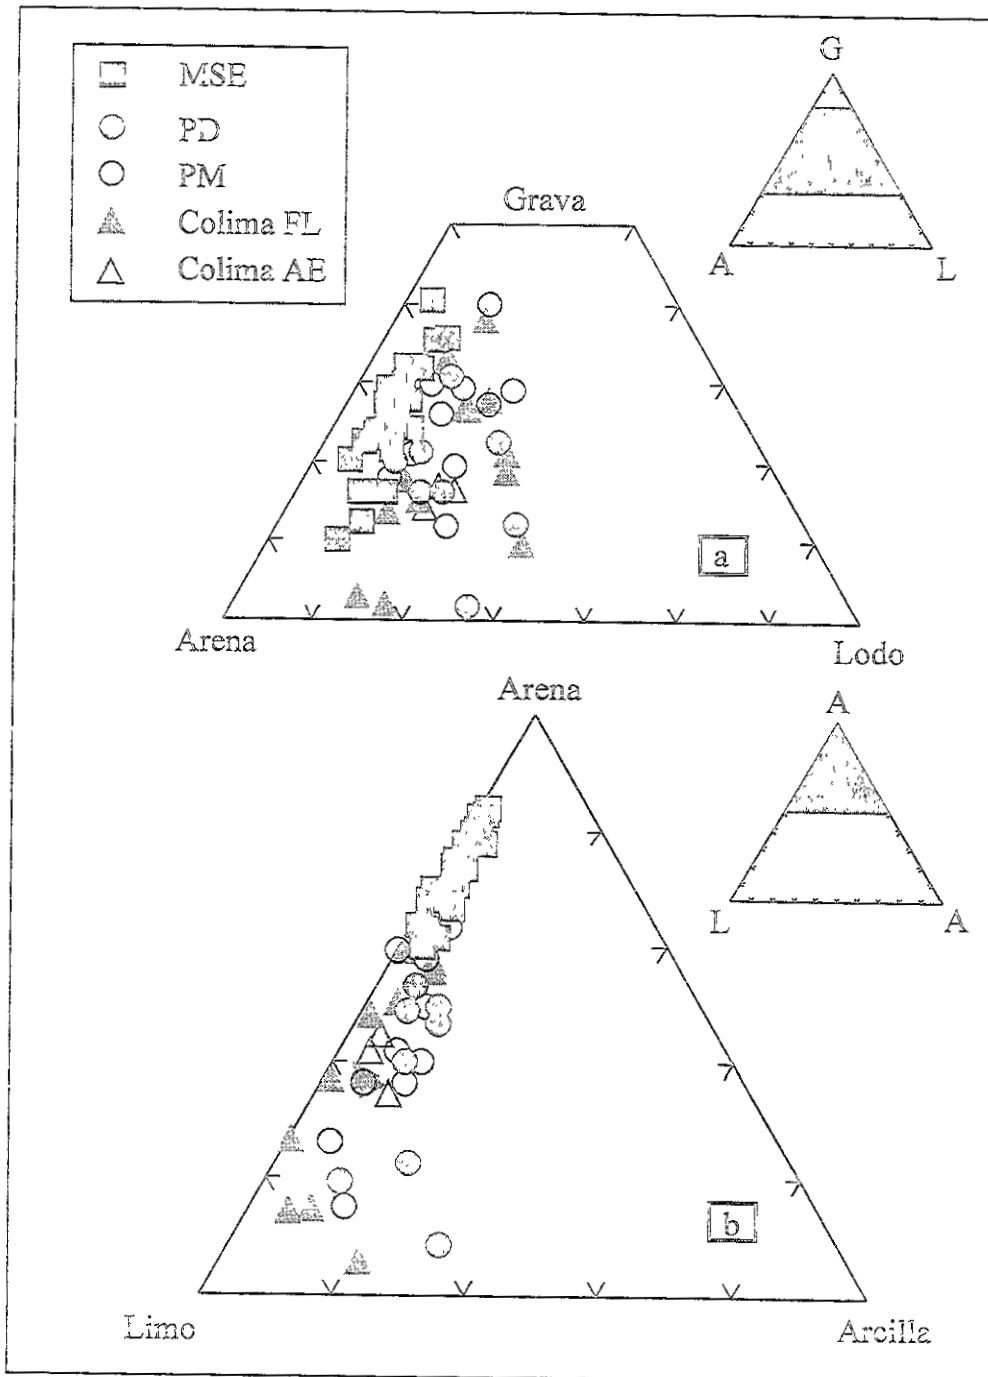 MSE
PD
PM
Colima FL
Colima AE
G
A
L
Grava
a
Arena
Lodo
Arena
A
L
A
b
Limo
Arcilla